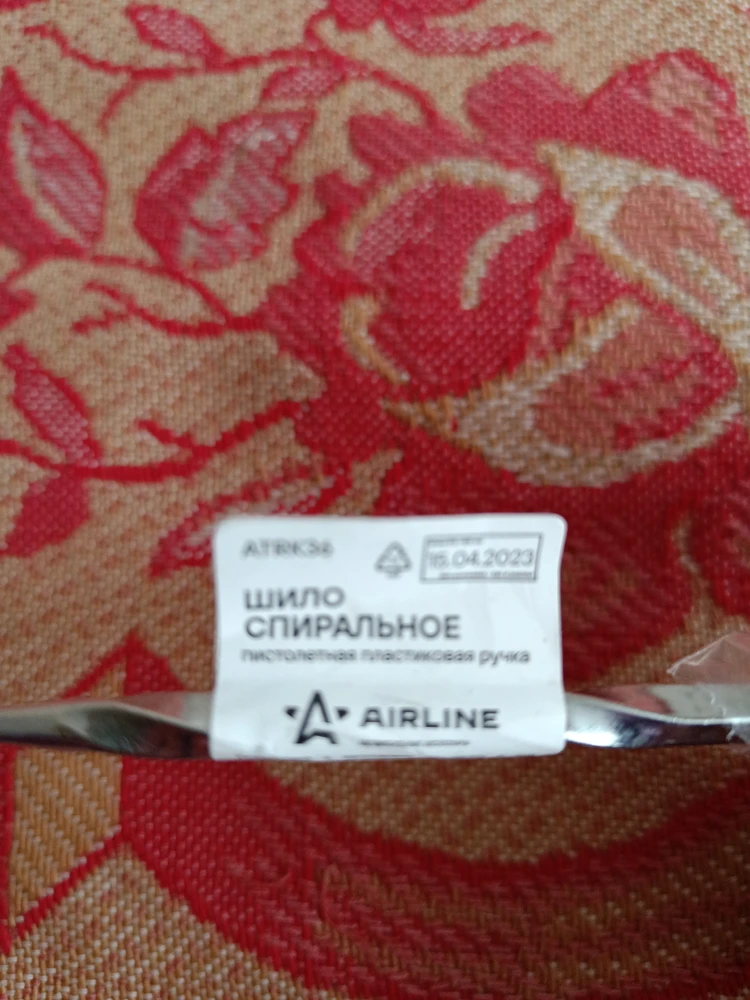 ATRK36
15.04.2023
ШИЛО
СПИРАЛЬНОЕ
пистолетная пластиковая ручка
AIRLINE